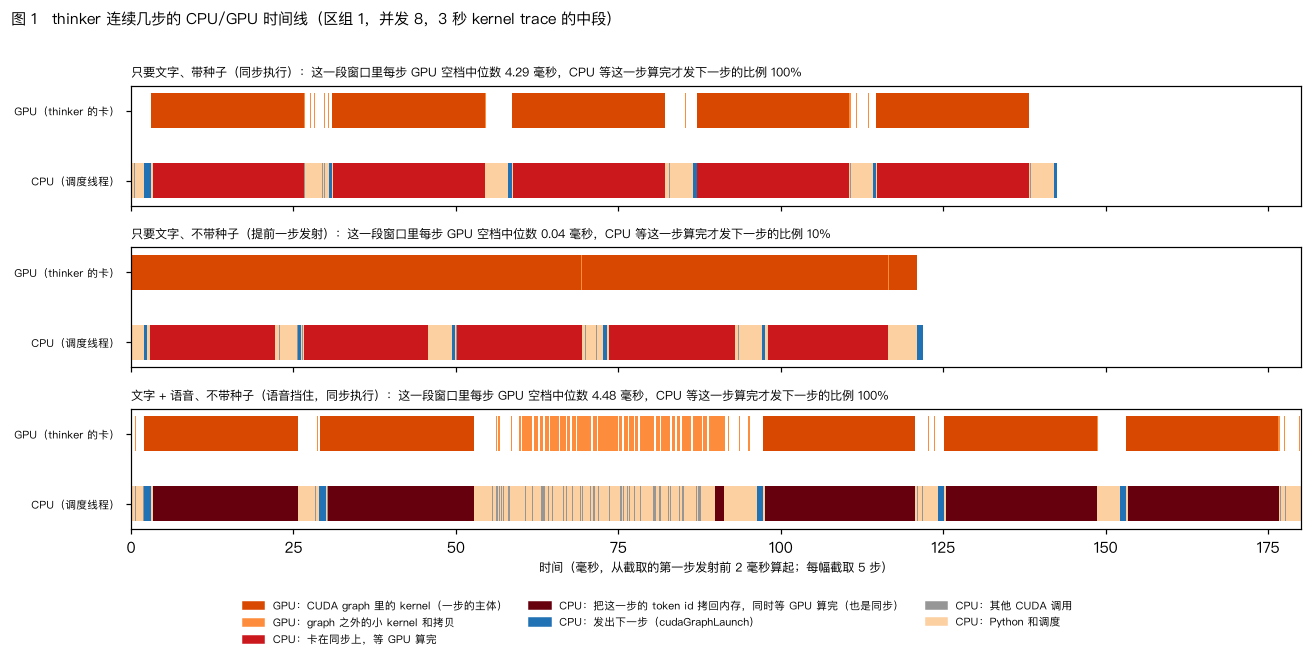 图 1 thinker 连续几步的 CPU/GPU 时间线（区组 1，并发 8，3 秒 kernel trace 的中段）
只要文字、带种子（同步执行）：这一段窗口里每步 GPU 空档中位数 4.29 毫秒，CPU 等这一步算完才发下一步的比例 100%
GPU（thinker 的卡）
CPU（调度线程）
只要文字、不带种子（提前一步发射）：这一段窗口里每步 GPU 空档中位数 0.04 毫秒，CPU 等这一步算完才发下一步的比例 10%
GPU（thinker 的卡）
CPU（调度线程）
文字 + 语音、不带种子（语音挡住，同步执行）：这一段窗口里每步 GPU 空档中位数 4.48 毫秒，CPU 等这一步算完才发下一步的比例 100%
GPU（thinker 的卡）
CPU（调度线程）
0 25 50 75 100 125 150 175
时间（毫秒，从截取的第一步发射前 2 毫秒算起；每幅截取 5 步）
GPU：CUDA graph 里的 kernel（一步的主体）
GPU：graph 之外的小 kernel 和拷贝
CPU：卡在同步上，等 GPU 算完
CPU：把这一步的 token id 拷回内存，同时等 GPU 算完（也是同步）
CPU：发出下一步（cudaGraphLaunch）
CPU：其他 CUDA 调用
CPU：Python 和调度